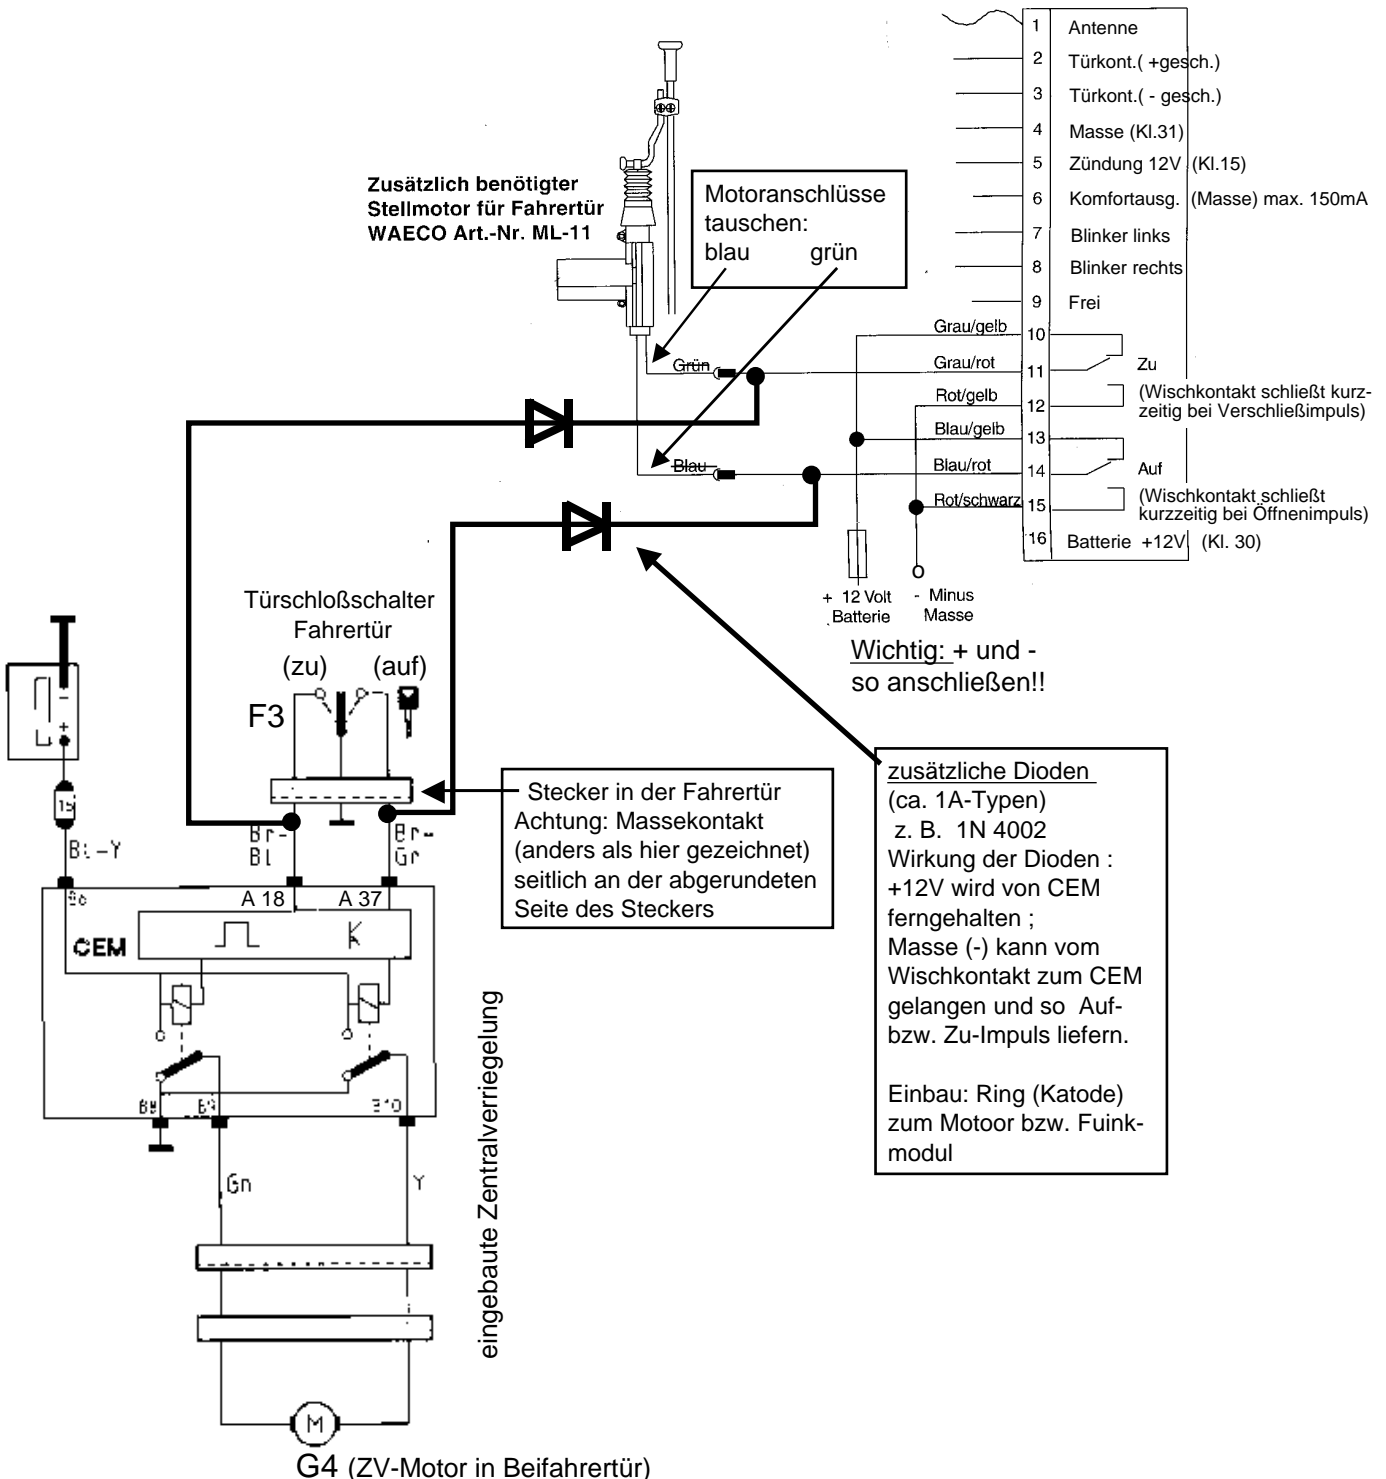 1 Antenne
2 Türkont.( +gesch.)
3 Türkont.( - gesch.)
4 Masse (Kl.31)
5 Zündung 12V (Kl.15)
6 Komfortausg. (Masse) max. 150mA
7 Blinker links
8 Blinker rechts
9 Frei
Grau/gelb 10
Grau/rot 11 Zu
Rot/gelb 12 (Wischkontakt schließt kurz-
zeitig bei Verschließimpuls)
Blau/gelb 13
Blau/rot 14 Auf
Rot/schwarz 15 (Wischkontakt schließt
kurzzeitig bei Öffnenimpuls)
16 Batterie +12V (Kl. 30)
Zusätzlich benötigter
Stellmotor für Fahrertür
WAECO Art.-Nr. ML-11
Motoranschlüsse
tauschen:
blau grün
Grün
Blau
+ 12 Volt
Batterie
- Minus
Masse
Wichtig: + und -
so anschließen!!
Türschloßschalter
Fahrertür
(zu) (auf)
F3
-
+
15
Bl-Y
Br-
Bl
Br-
Gr
Stecker in der Fahrertür
Achtung: Massekontakt
(anders als hier gezeichnet)
seitlich an der abgerundeten
Seite des Steckers
zusätzliche Dioden
(ca. 1A-Typen)
z. B. 1N 4002
Wirkung der Dioden :
+12V wird von CEM
ferngehalten ;
Masse (-) kann vom
Wischkontakt zum CEM
gelangen und so Auf-
bzw. Zu-Impuls liefern.
Einbau: Ring (Katode)
zum Motoor bzw. Fuink-
modul
A 18 A 37
CEM
B8 B9 B10
Gn Y
eingebaute Zentralverriegelung
M
G4 (ZV-Motor in Beifahrertür)